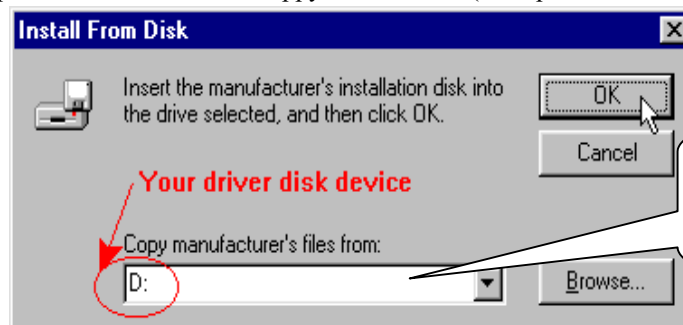 Install From Disk
Insert the manufacturer's installation disk into
the drive selected, and then click OK.
OK
Cancel
Your driver disk device
Copy manufacturer's files from:
D:
Browse...